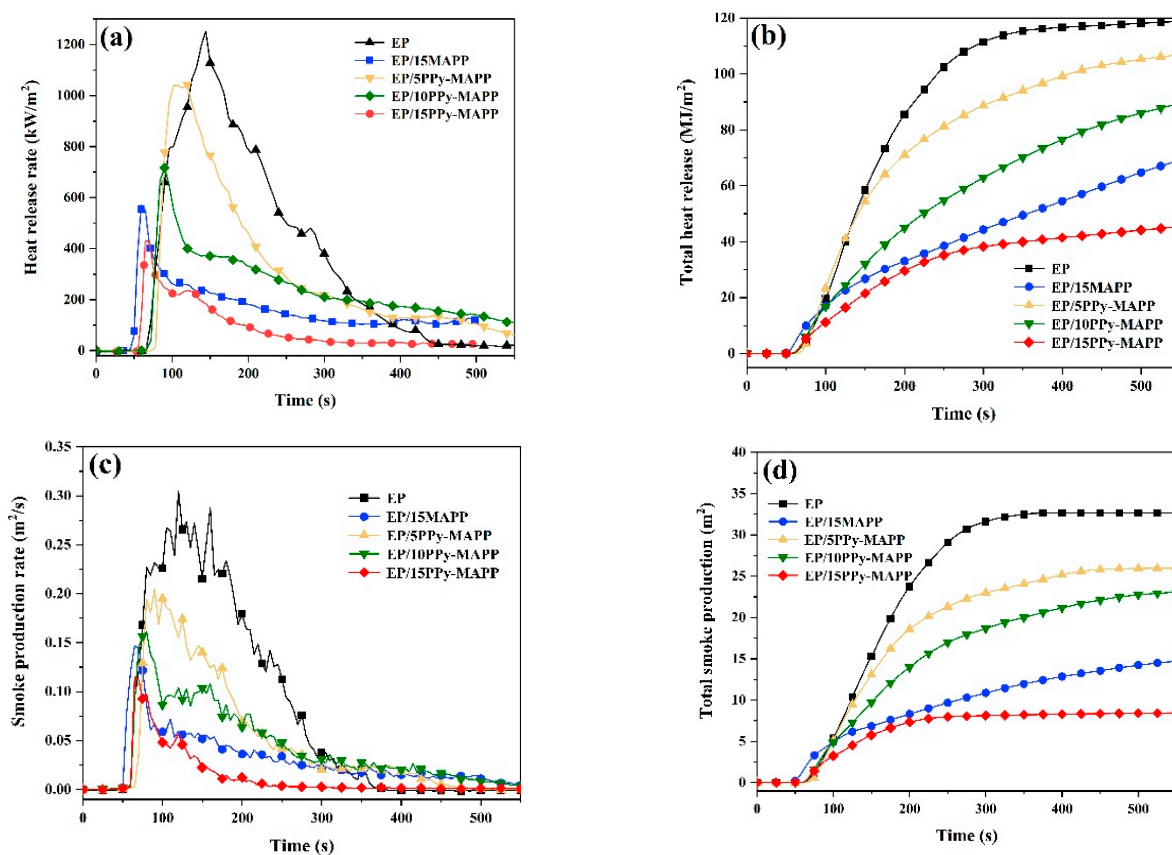 (a)
EP
EP/15MAPP
EP/5PPy-MAPP
EP/10PPy-MAPP
EP/15PPy-MAPP
Heat release rate (kW/m²)
1200
1000
800
600
400
200
0
0 100 200 300 400 500
Time (s)
(b)
EP
EP/15MAPP
EP/5PPy-MAPP
EP/10PPy-MAPP
EP/15PPy-MAPP
Total heat release (MJ/m²)
120
100
80
60
40
20
0
0 100 200 300 400 500
Time (s)
(c)
EP
EP/15MAPP
EP/5PPy-MAPP
EP/10PPy-MAPP
EP/15PPy-MAPP
Smoke production rate (m²/s)
0.35
0.30
0.25
0.20
0.15
0.10
0.05
0.00
0 100 200 300 400 500
Time (s)
(d)
EP
EP/15MAPP
EP/5PPy-MAPP
EP/10PPy-MAPP
EP/15PPy-MAPP
Total smoke production (m²)
40
35
30
25
20
15
10
5
0
0 100 200 300 400 500
Time (s)